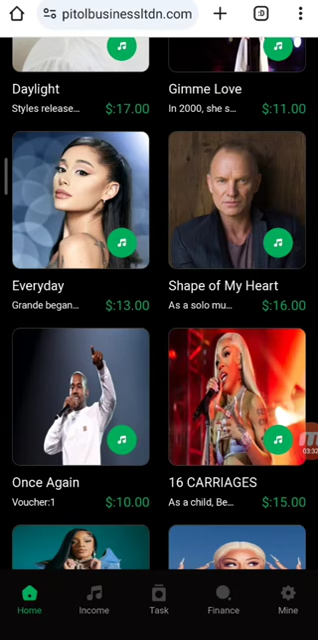 pitolbusinessltdn.com
:D
Daylight
Gimme Love
Styles release... $:17.00
In 2000, she s... $:11.00
Everyday
Shape of My Heart
Grande began... $:13.00
As a solo mu... $:16.00
03:32
Once Again
16 CARRIAGES
Voucher:1 $:10.00
As a child, Be... $:15.00
Home
Income
Task
Finance
Mine